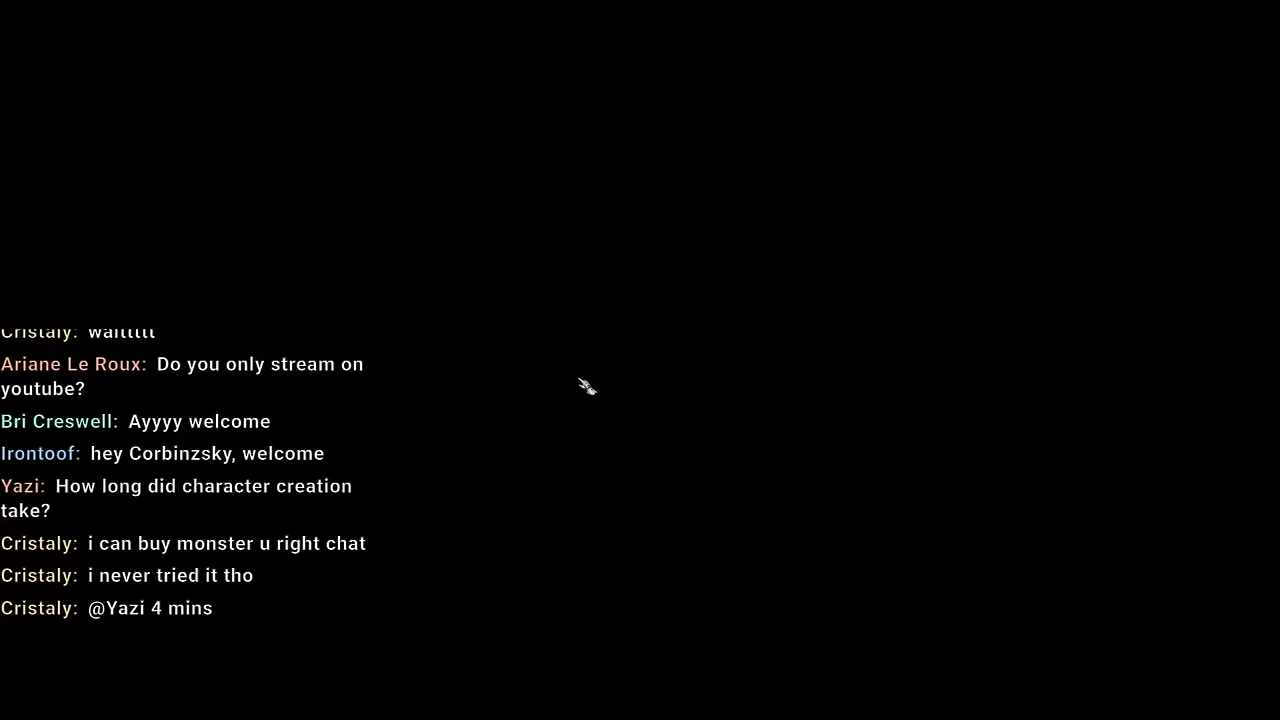 Cristaly: waitttt
Ariane Le Roux: Do you only stream on
youtube?
Bri Creswell: Ayyyy welcome
Irontoof: hey Corbinzsky, welcome
Yazi: How long did character creation
take?
Cristaly: i can buy monster u right chat
Cristaly: i never tried it tho
Cristaly: @Yazi 4 mins